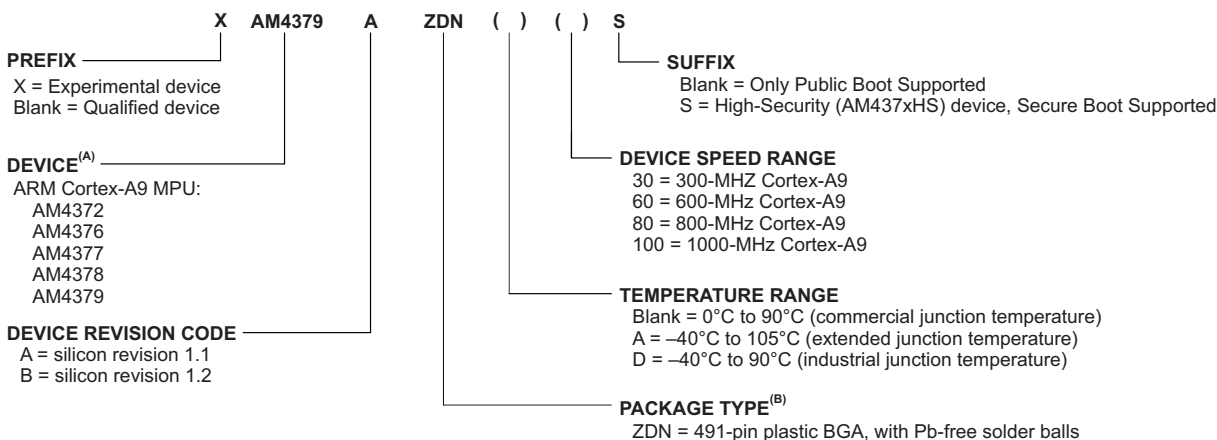 X AM4379 A ZDN ( ) ( ) S
PREFIX
X = Experimental device
Blank = Qualified device
SUFFIX
Blank = Only Public Boot Supported
S = High-Security (AM437xHS) device, Secure Boot Supported
DEVICE(A)
ARM Cortex-A9 MPU:
AM4372
AM4376
AM4377
AM4378
AM4379
DEVICE SPEED RANGE
30 = 300-MHZ Cortex-A9
60 = 600-MHz Cortex-A9
80 = 800-MHz Cortex-A9
100 = 1000-MHz Cortex-A9
DEVICE REVISION CODE
A = silicon revision 1.1
B = silicon revision 1.2
TEMPERATURE RANGE
Blank = 0°C to 90°C (commercial junction temperature)
A = –40°C to 105°C (extended junction temperature)
D = –40°C to 90°C (industrial junction temperature)
PACKAGE TYPE(B)
ZDN = 491-pin plastic BGA, with Pb-free solder balls